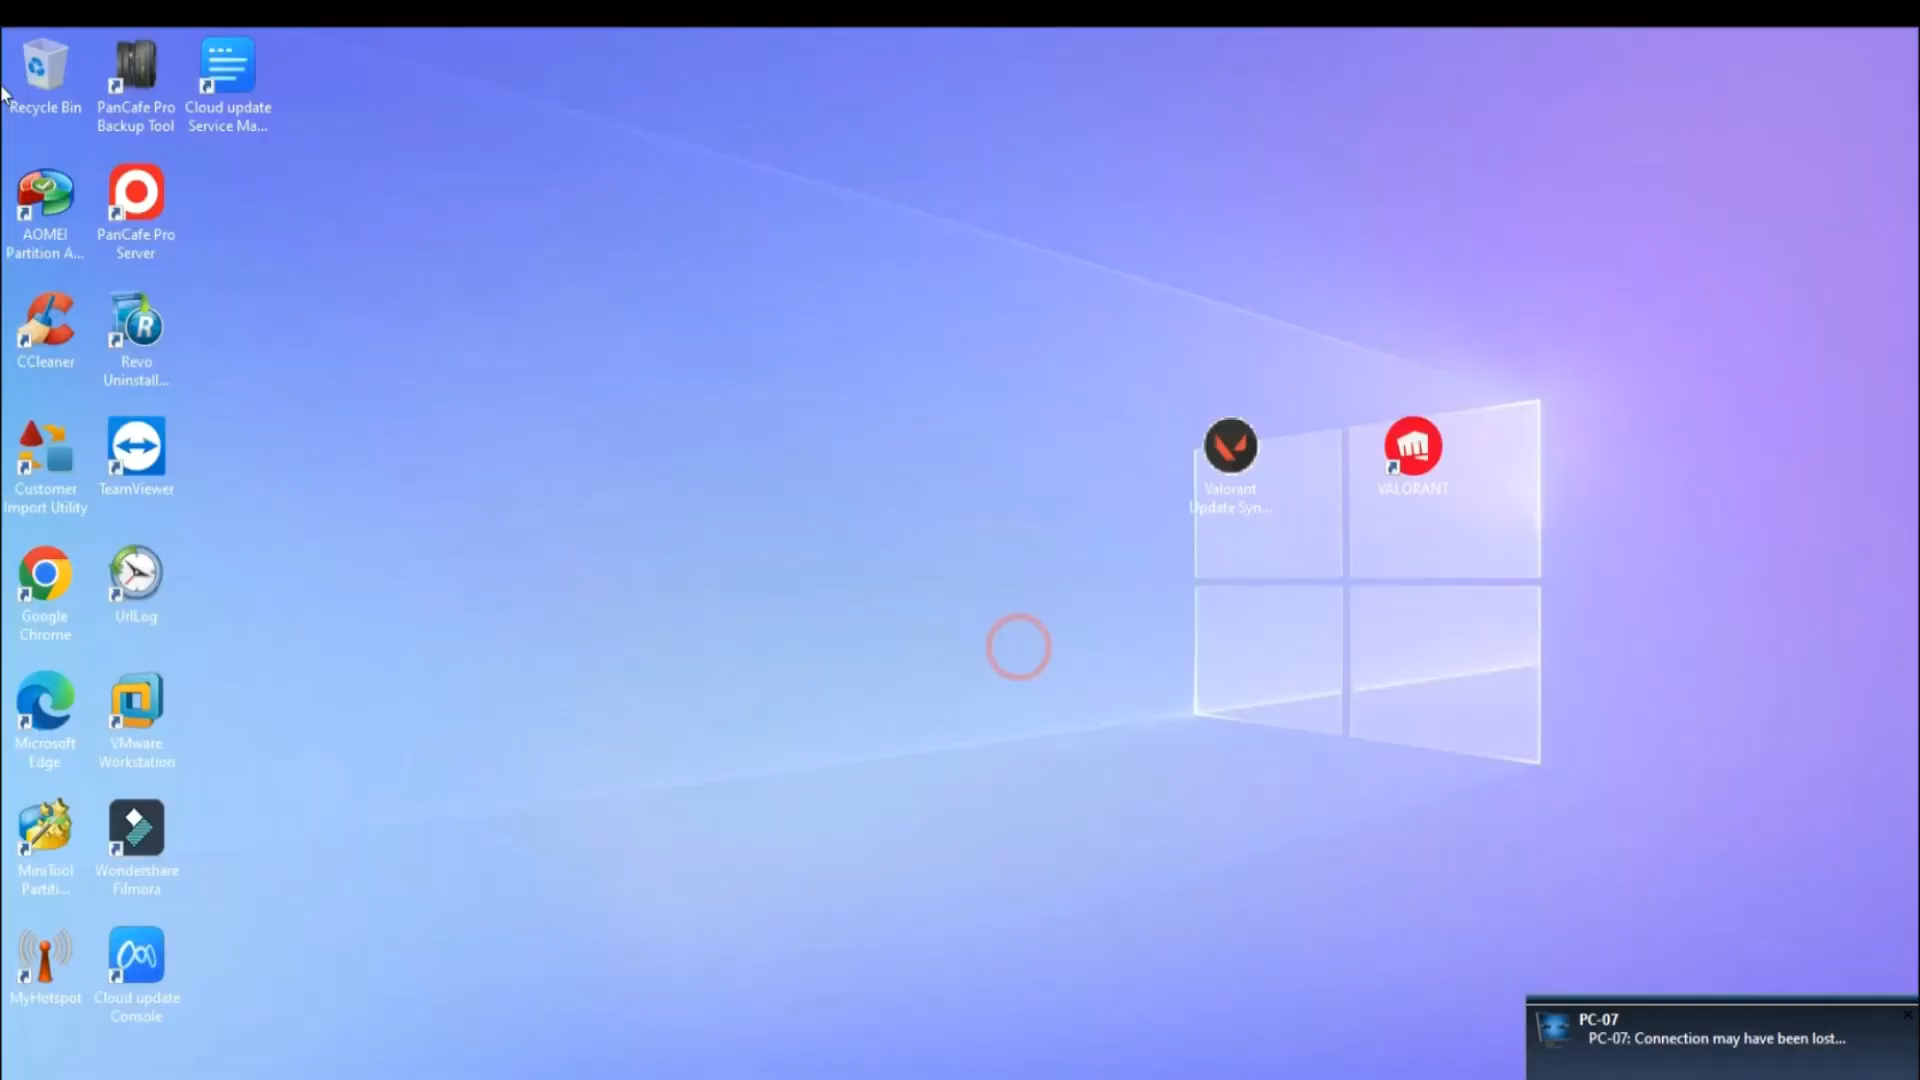 Recycle Bin
PanCafe Pro
Backup Tool
Cloud update
Service Ma...
AOMEI
Partition A...
PanCafe Pro
Server
CCleaner
Revo
Uninstall...
Customer
Import Utility
TeamViewer
Valorant
Update Syn...
VALORANT
Google
Chrome
UrlLog
Microsoft
Edge
VMware
Workstation
MiniTool
Partiti...
Wondershare
Filmora
MyHotspot
Cloud update
Console
PC-07
PC-07: Connection may have been lost...